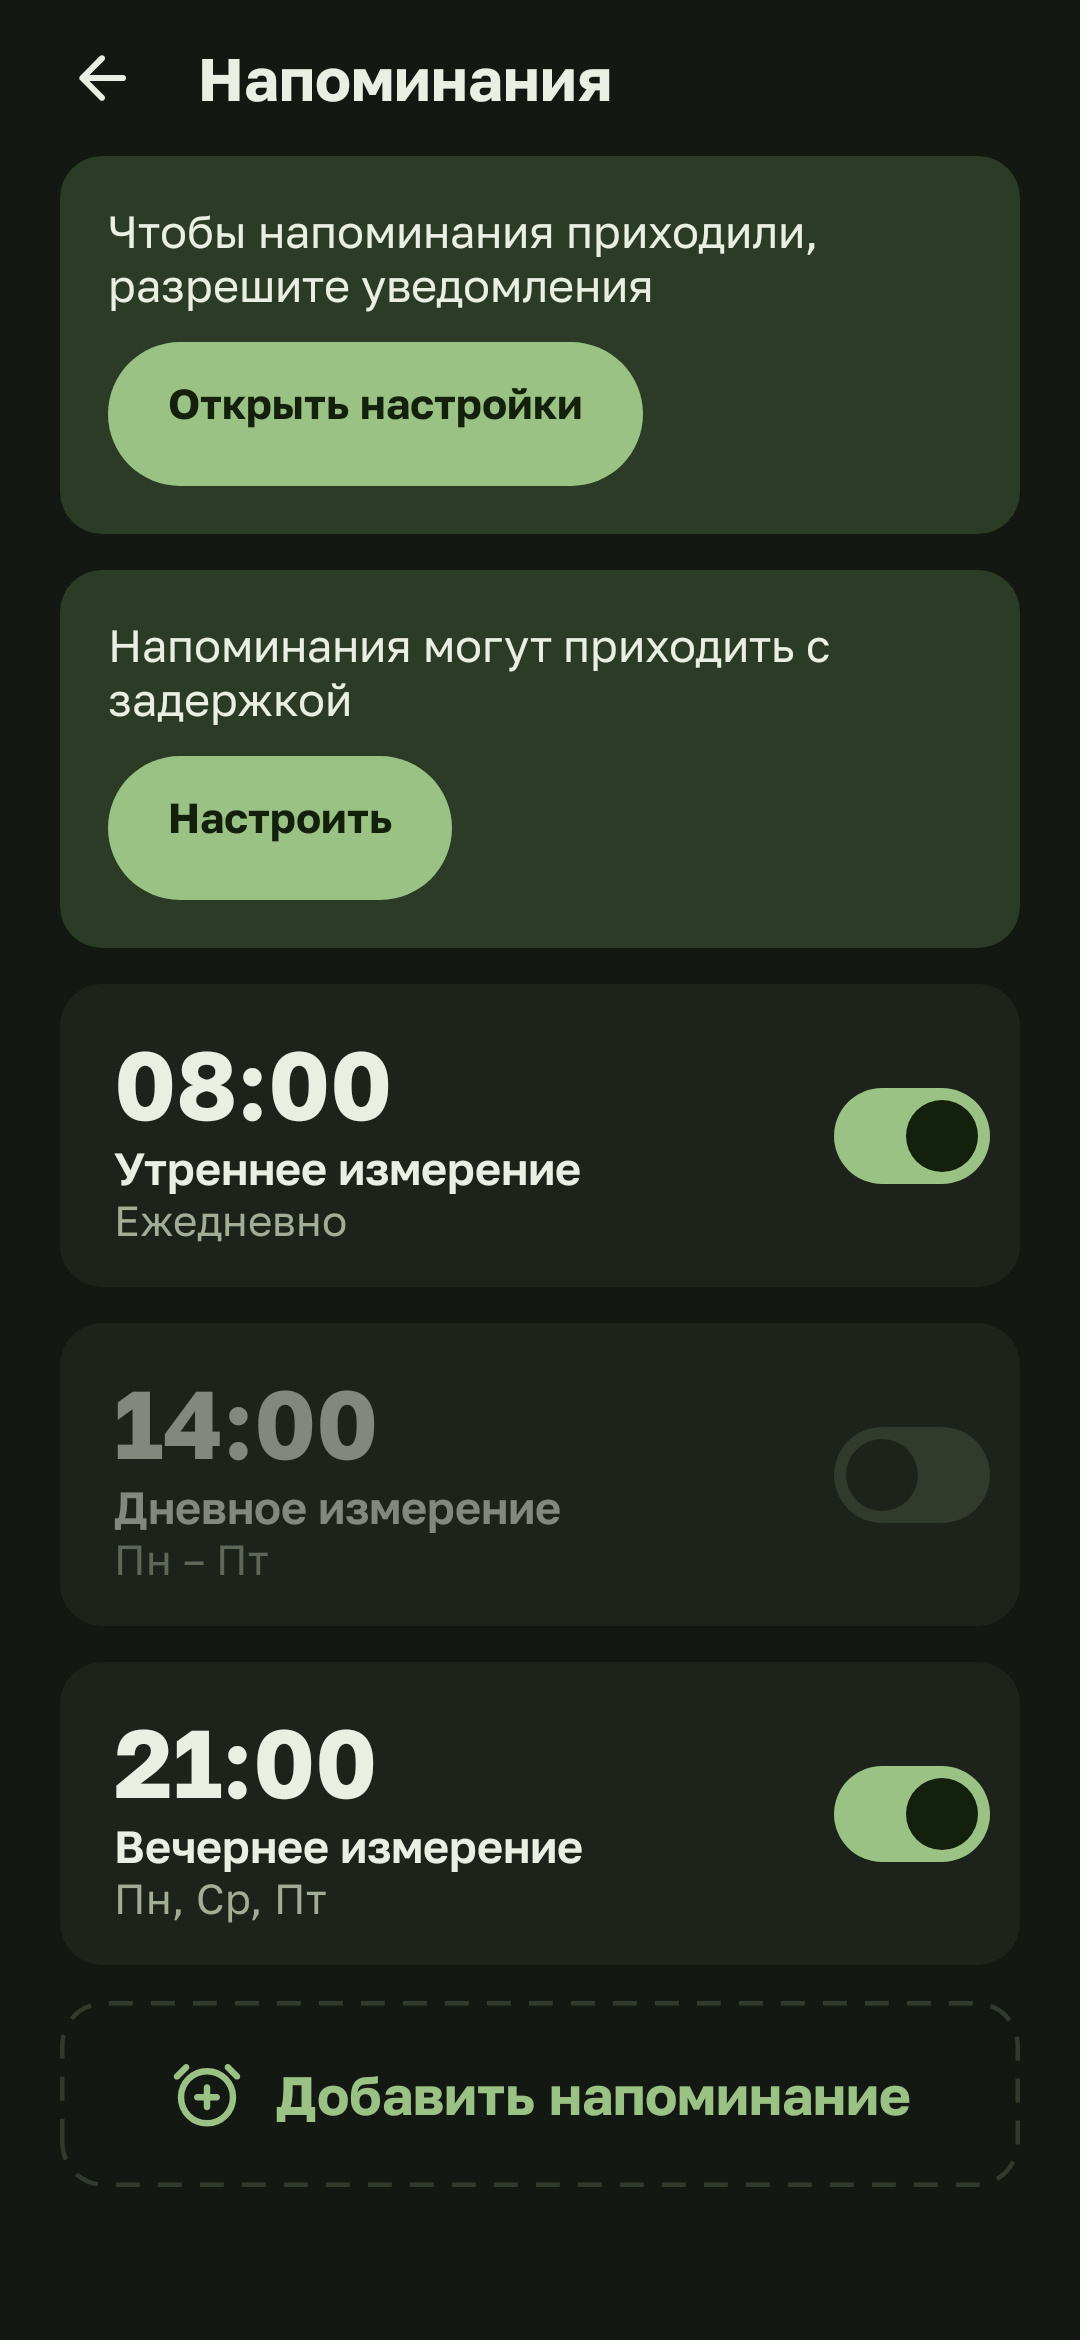 Напоминания
Чтобы напоминания приходили,
разрешите уведомления
Открыть настройки
Напоминания могут приходить с
задержкой
Настроить
08:00
Утреннее измерение
Ежедневно
14:00
Дневное измерение
Пн – Пт
21:00
Вечернее измерение
Пн, Ср, Пт
Добавить напоминание